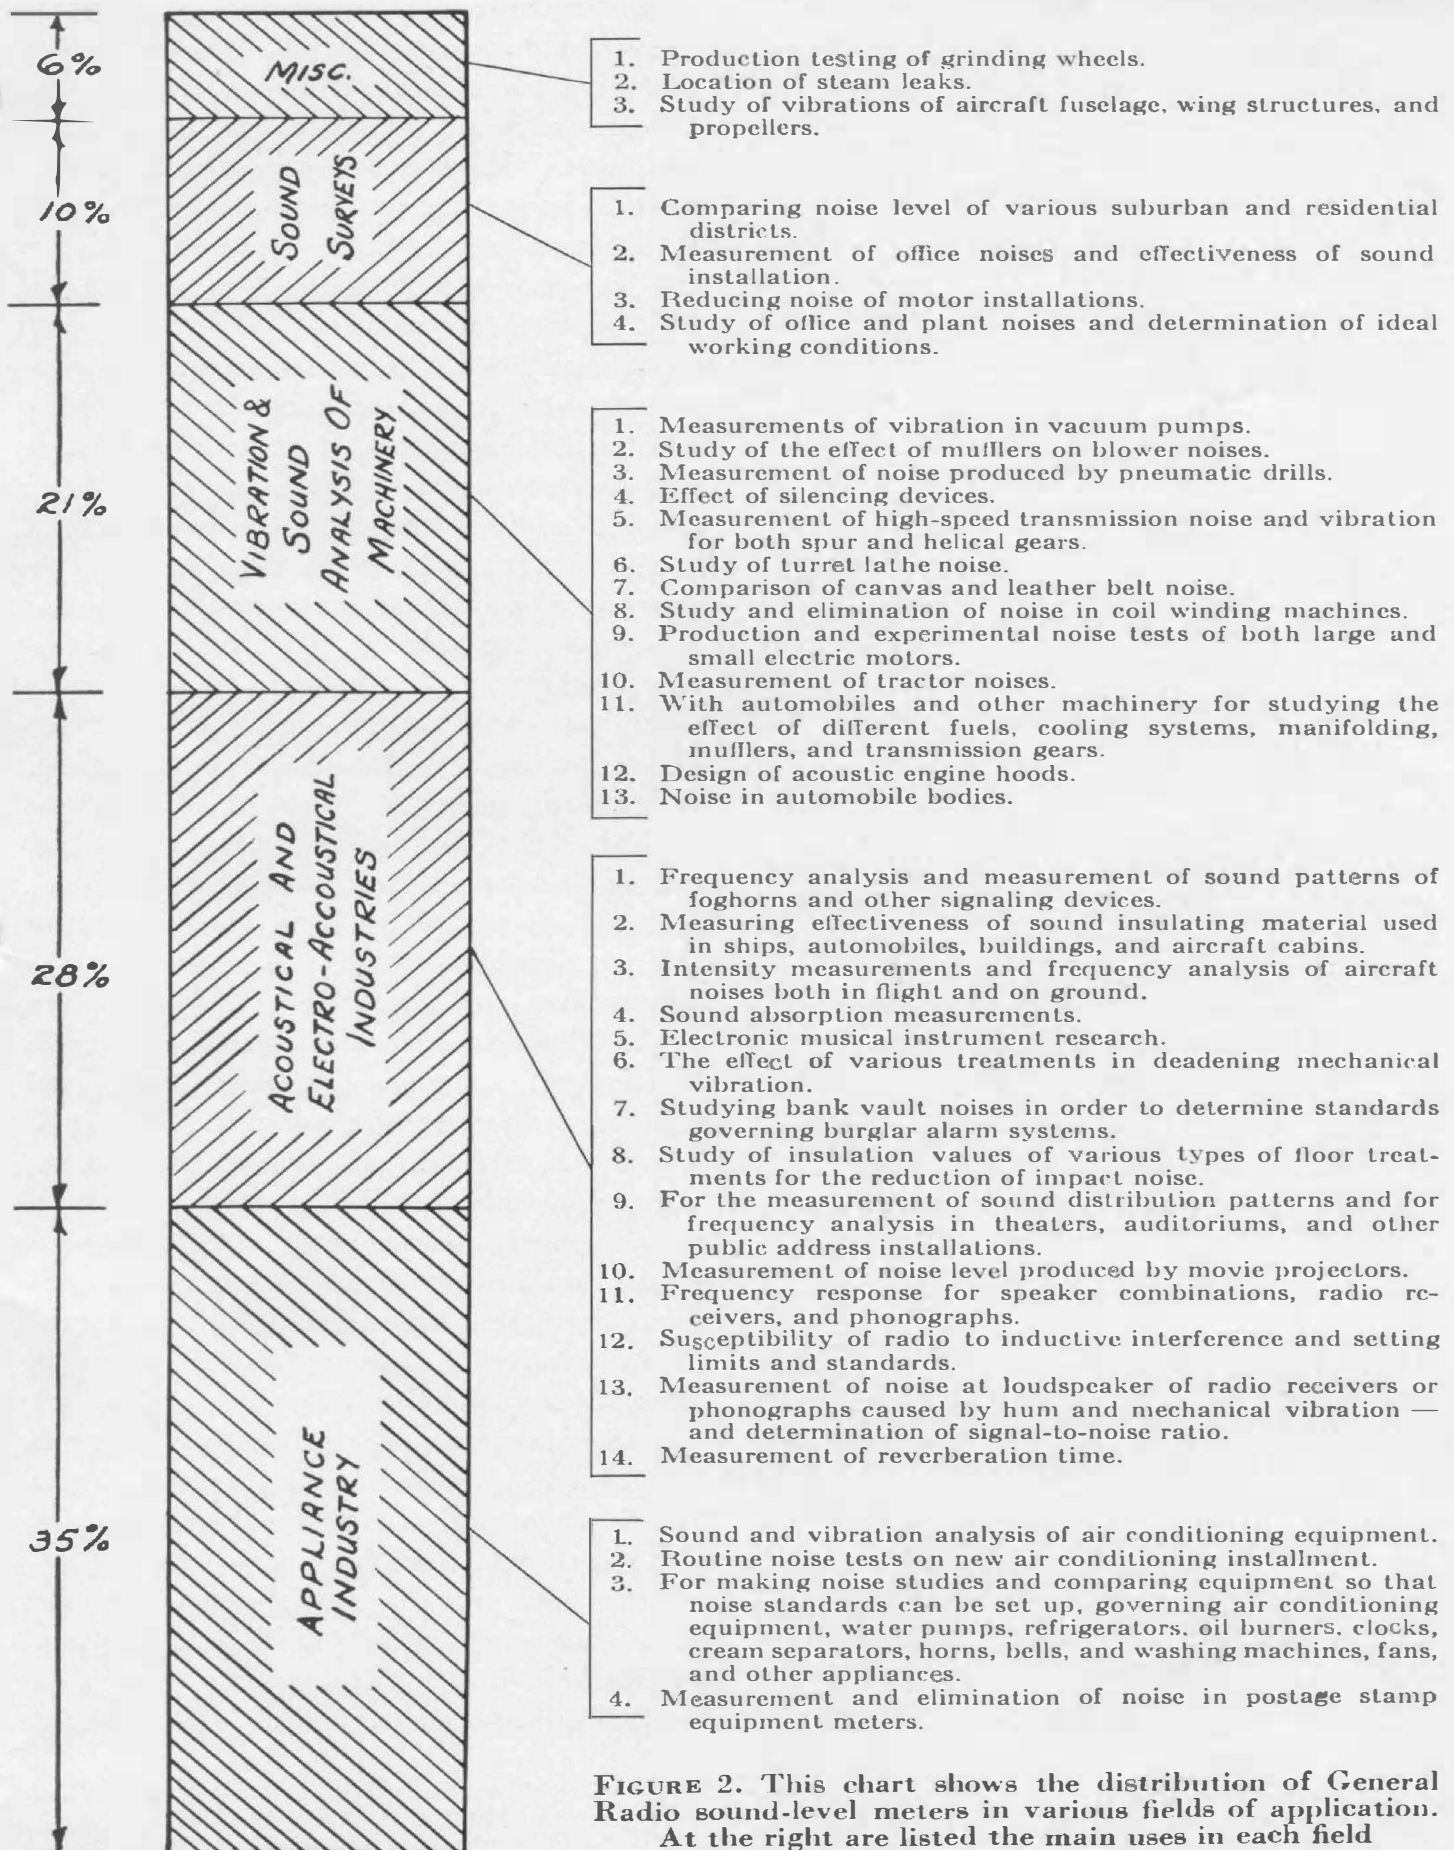 6%
MISC.
1. Production testing of grinding wheels.
2. Location of steam leaks.
3. Study of vibrations of aircraft fuselage, wing structures, and
propellers.
10%
SOUND
SURVEYS
1. Comparing noise level of various suburban and residential
districts.
2. Measurement of office noises and effectiveness of sound
installation.
3. Reducing noise of motor installations.
4. Study of office and plant noises and determination of ideal
working conditions.
21%
VIBRATION &
SOUND
ANALYSIS OF
MACHINERY
1. Measurements of vibration in vacuum pumps.
2. Study of the effect of mufflers on blower noises.
3. Measurement of noise produced by pneumatic drills.
4. Effect of silencing devices.
5. Measurement of high-speed transmission noise and vibration
for both spur and helical gears.
6. Study of turret lathe noise.
7. Comparison of canvas and leather belt noise.
8. Study and elimination of noise in coil winding machines.
9. Production and experimental noise tests of both large and
small electric motors.
10. Measurement of tractor noises.
11. With automobiles and other machinery for studying the
effect of different fuels, cooling systems, manifolding,
mufflers, and transmission gears.
12. Design of acoustic engine hoods.
13. Noise in automobile bodies.
28%
ACOUSTICAL AND
ELECTRO-ACCOUSTICAL
INDUSTRIES
1. Frequency analysis and measurement of sound patterns of
foghorns and other signaling devices.
2. Measuring effectiveness of sound insulating material used
in ships, automobiles, buildings, and aircraft cabins.
3. Intensity measurements and frequency analysis of aircraft
noises both in flight and on ground.
4. Sound absorption measurements.
5. Electronic musical instrument research.
6. The effect of various treatments in deadening mechanical
vibration.
7. Studying bank vault noises in order to determine standards
governing burglar alarm systems.
8. Study of insulation values of various types of floor treat-
ments for the reduction of impact noise.
9. For the measurement of sound distribution patterns and for
frequency analysis in theaters, auditoriums, and other
public address installations.
10. Measurement of noise level produced by movie projectors.
11. Frequency response for speaker combinations, radio re-
ceivers, and phonographs.
12. Susceptibility of radio to inductive interference and setting
limits and standards.
13. Measurement of noise at loudspeaker of radio receivers or
phonographs caused by hum and mechanical vibration —
and determination of signal-to-noise ratio.
14. Measurement of reverberation time.
35%
APPLIANCE
INDUSTRY
1. Sound and vibration analysis of air conditioning equipment.
2. Routine noise tests on new air conditioning installment.
3. For making noise studies and comparing equipment so that
noise standards can be set up, governing air conditioning
equipment, water pumps, refrigerators, oil burners, clocks,
cream separators, horns, bells, and washing machines, fans,
and other appliances.
4. Measurement and elimination of noise in postage stamp
equipment meters.
FIGURE 2. This chart shows the distribution of General
Radio sound-level meters in various fields of application.
At the right are listed the main uses in each field